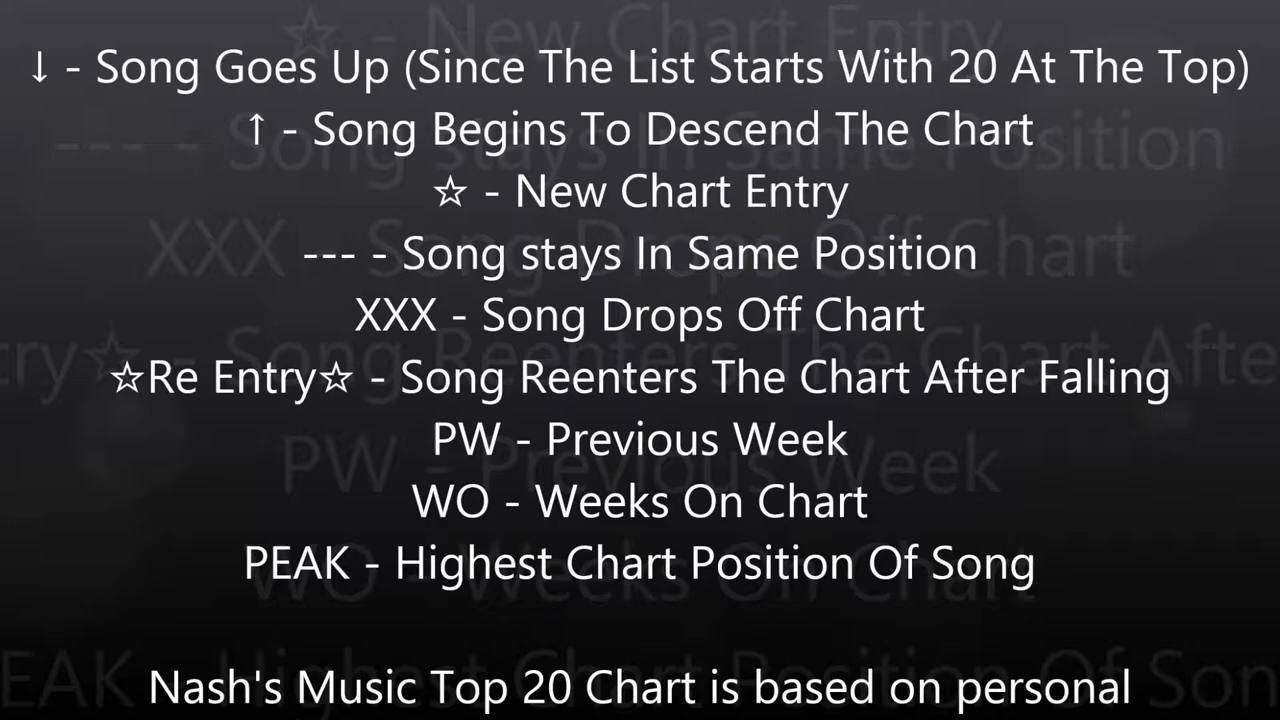 ↓ - Song Goes Up (Since The List Starts With 20 At The Top)
↑ - Song Begins To Descend The Chart
☆ - New Chart Entry
--- - Song stays In Same Position
XXX - Song Drops Off Chart
☆Re Entry☆ - Song Reenters The Chart After Falling
PW - Previous Week
WO - Weeks On Chart
PEAK - Highest Chart Position Of Song
Nash's Music Top 20 Chart is based on personal